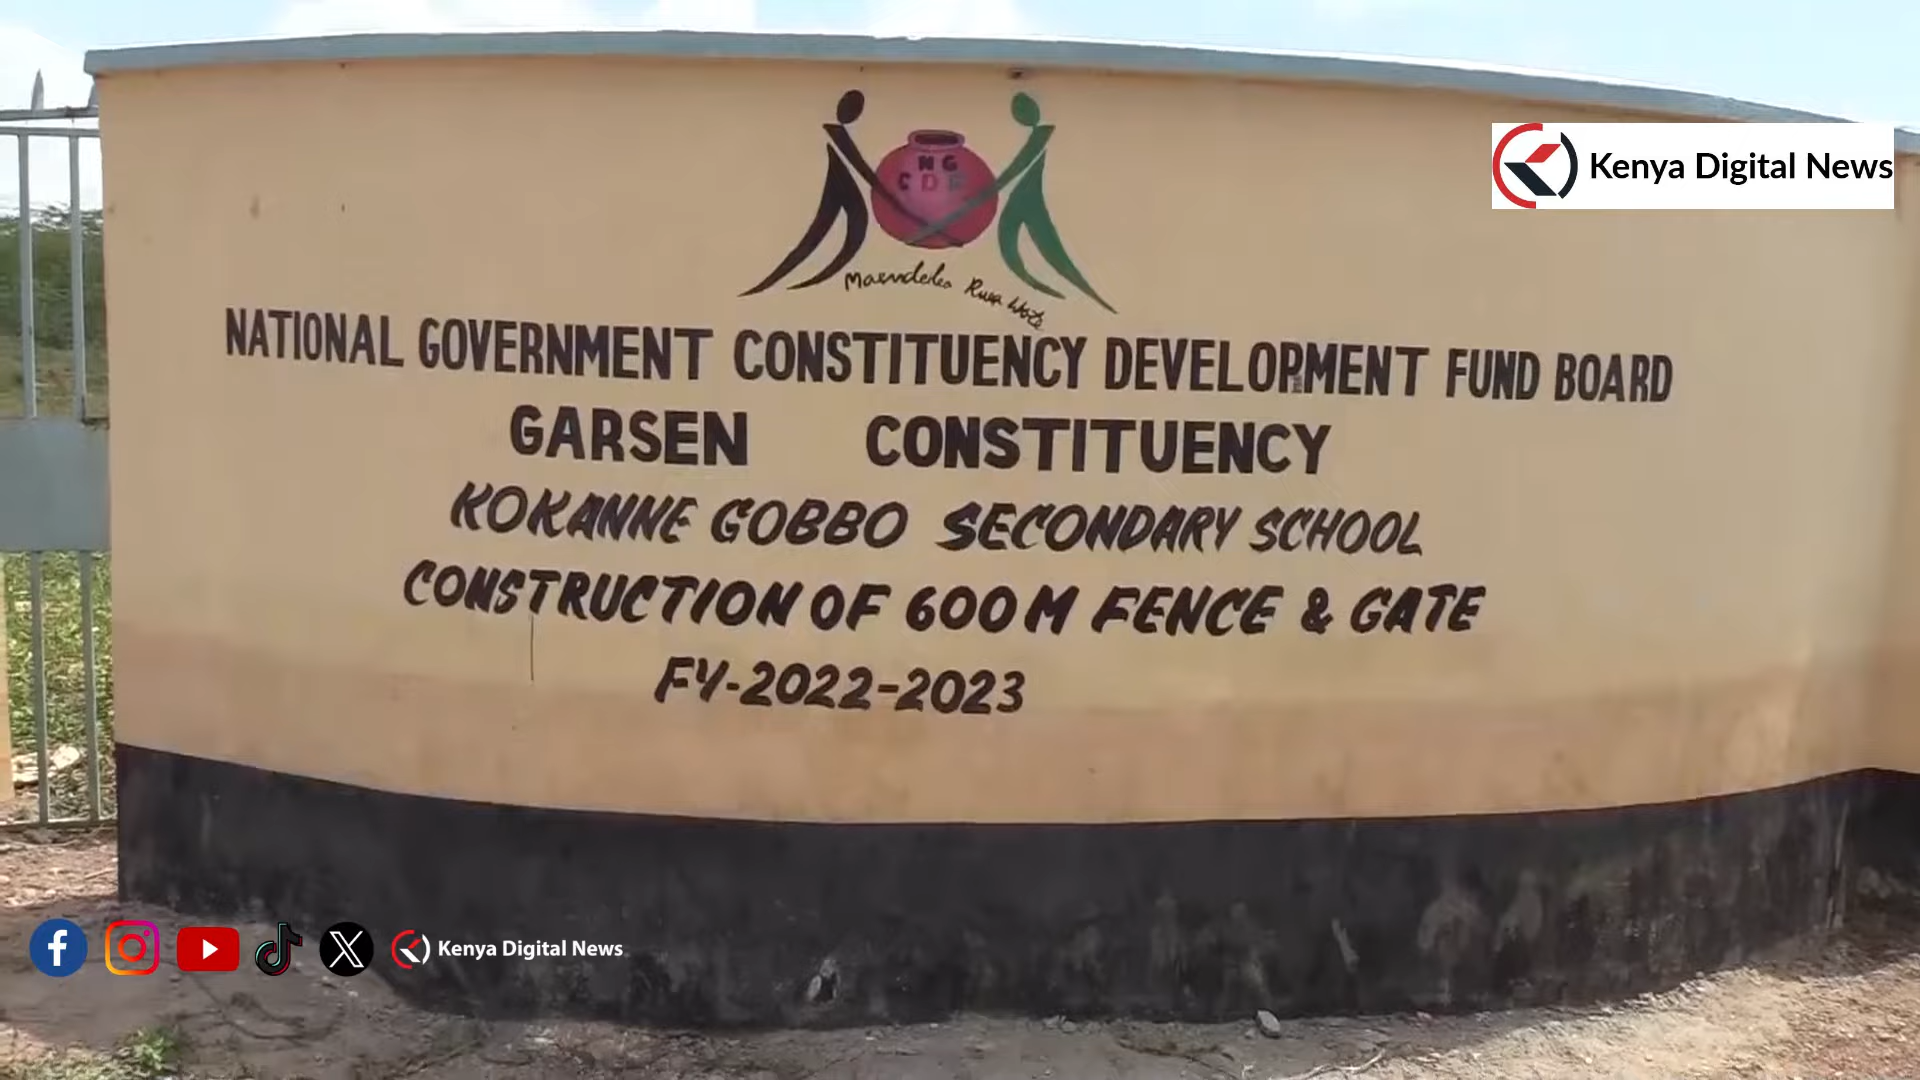 NG
CDF
Maendeleo Kwa Wote
NATIONAL GOVERNMENT CONSTITUENCY DEVELOPMENT FUND BOARD
GARSEN CONSTITUENCY
KOKANNE GOBBO SECONDARY SCHOOL
CONSTRUCTION OF 600M FENCE & GATE
FY-2022-2023
Kenya Digital News
Kenya Digital News